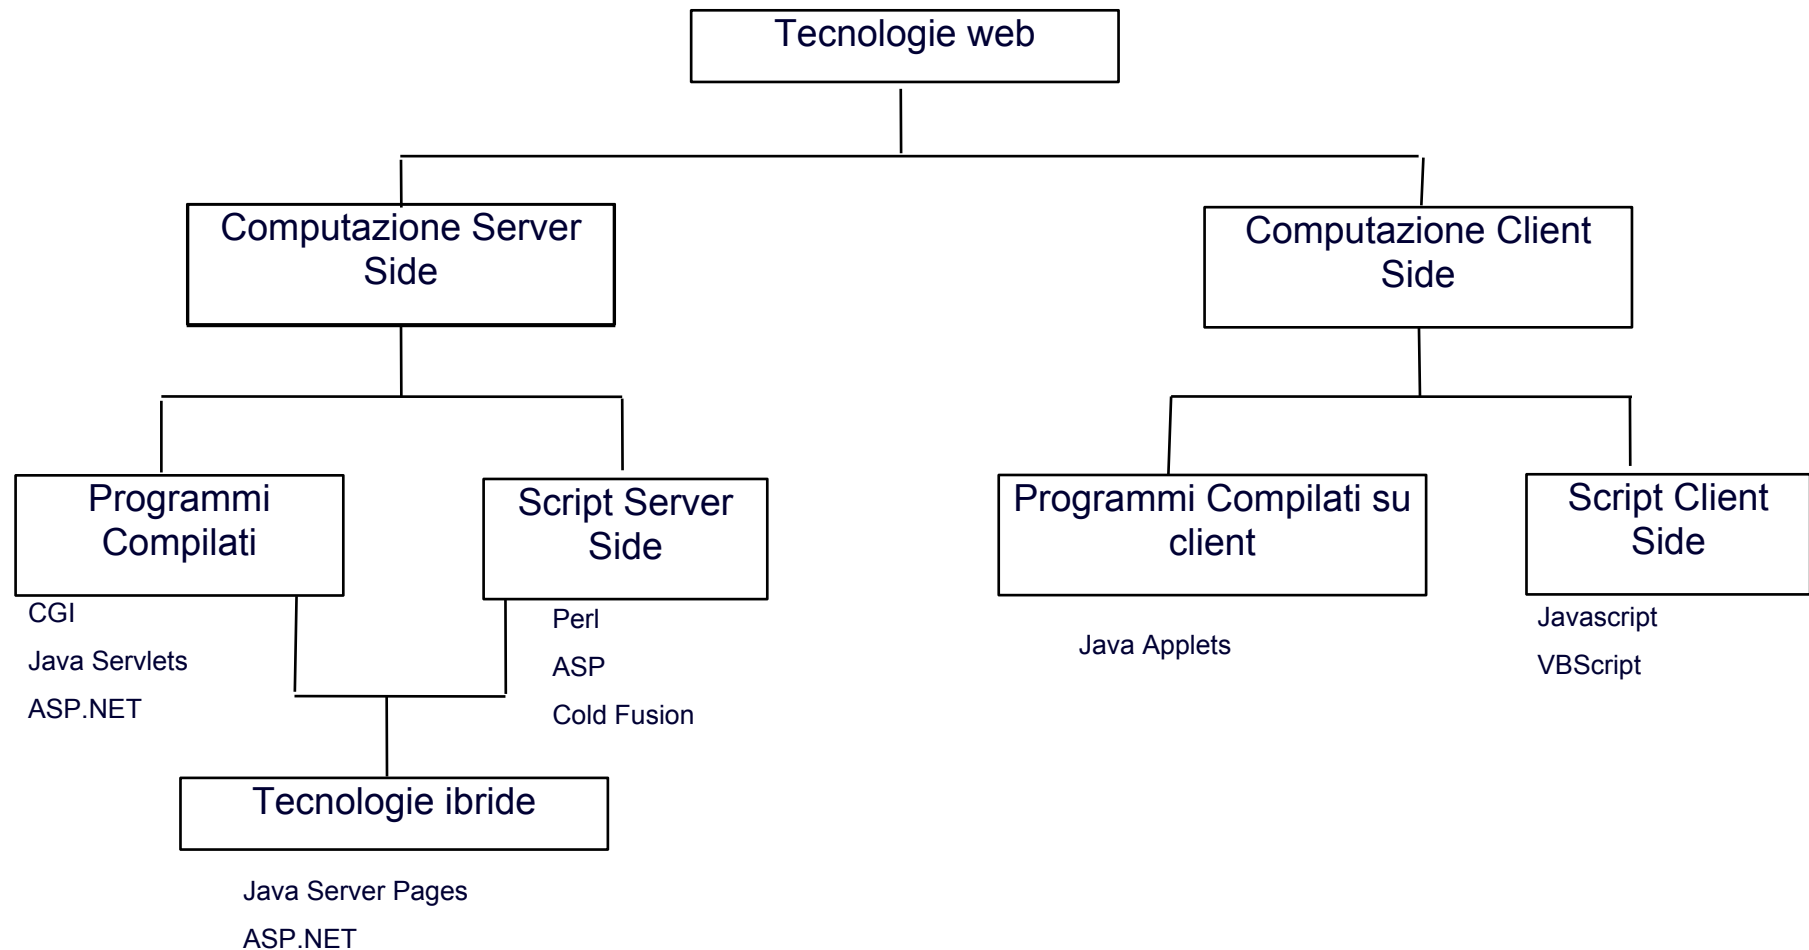 Tecnologie web
Computazione Server
Side
Computazione Client
Side
Programmi
Compilati
Script Server
Side
Programmi Compilati su
client
Script Client
Side
CGI
Java Servlets
ASP.NET
Perl
ASP
Cold Fusion
Java Applets
Javascript
VBScript
Tecnologie ibride
Java Server Pages
ASP.NET